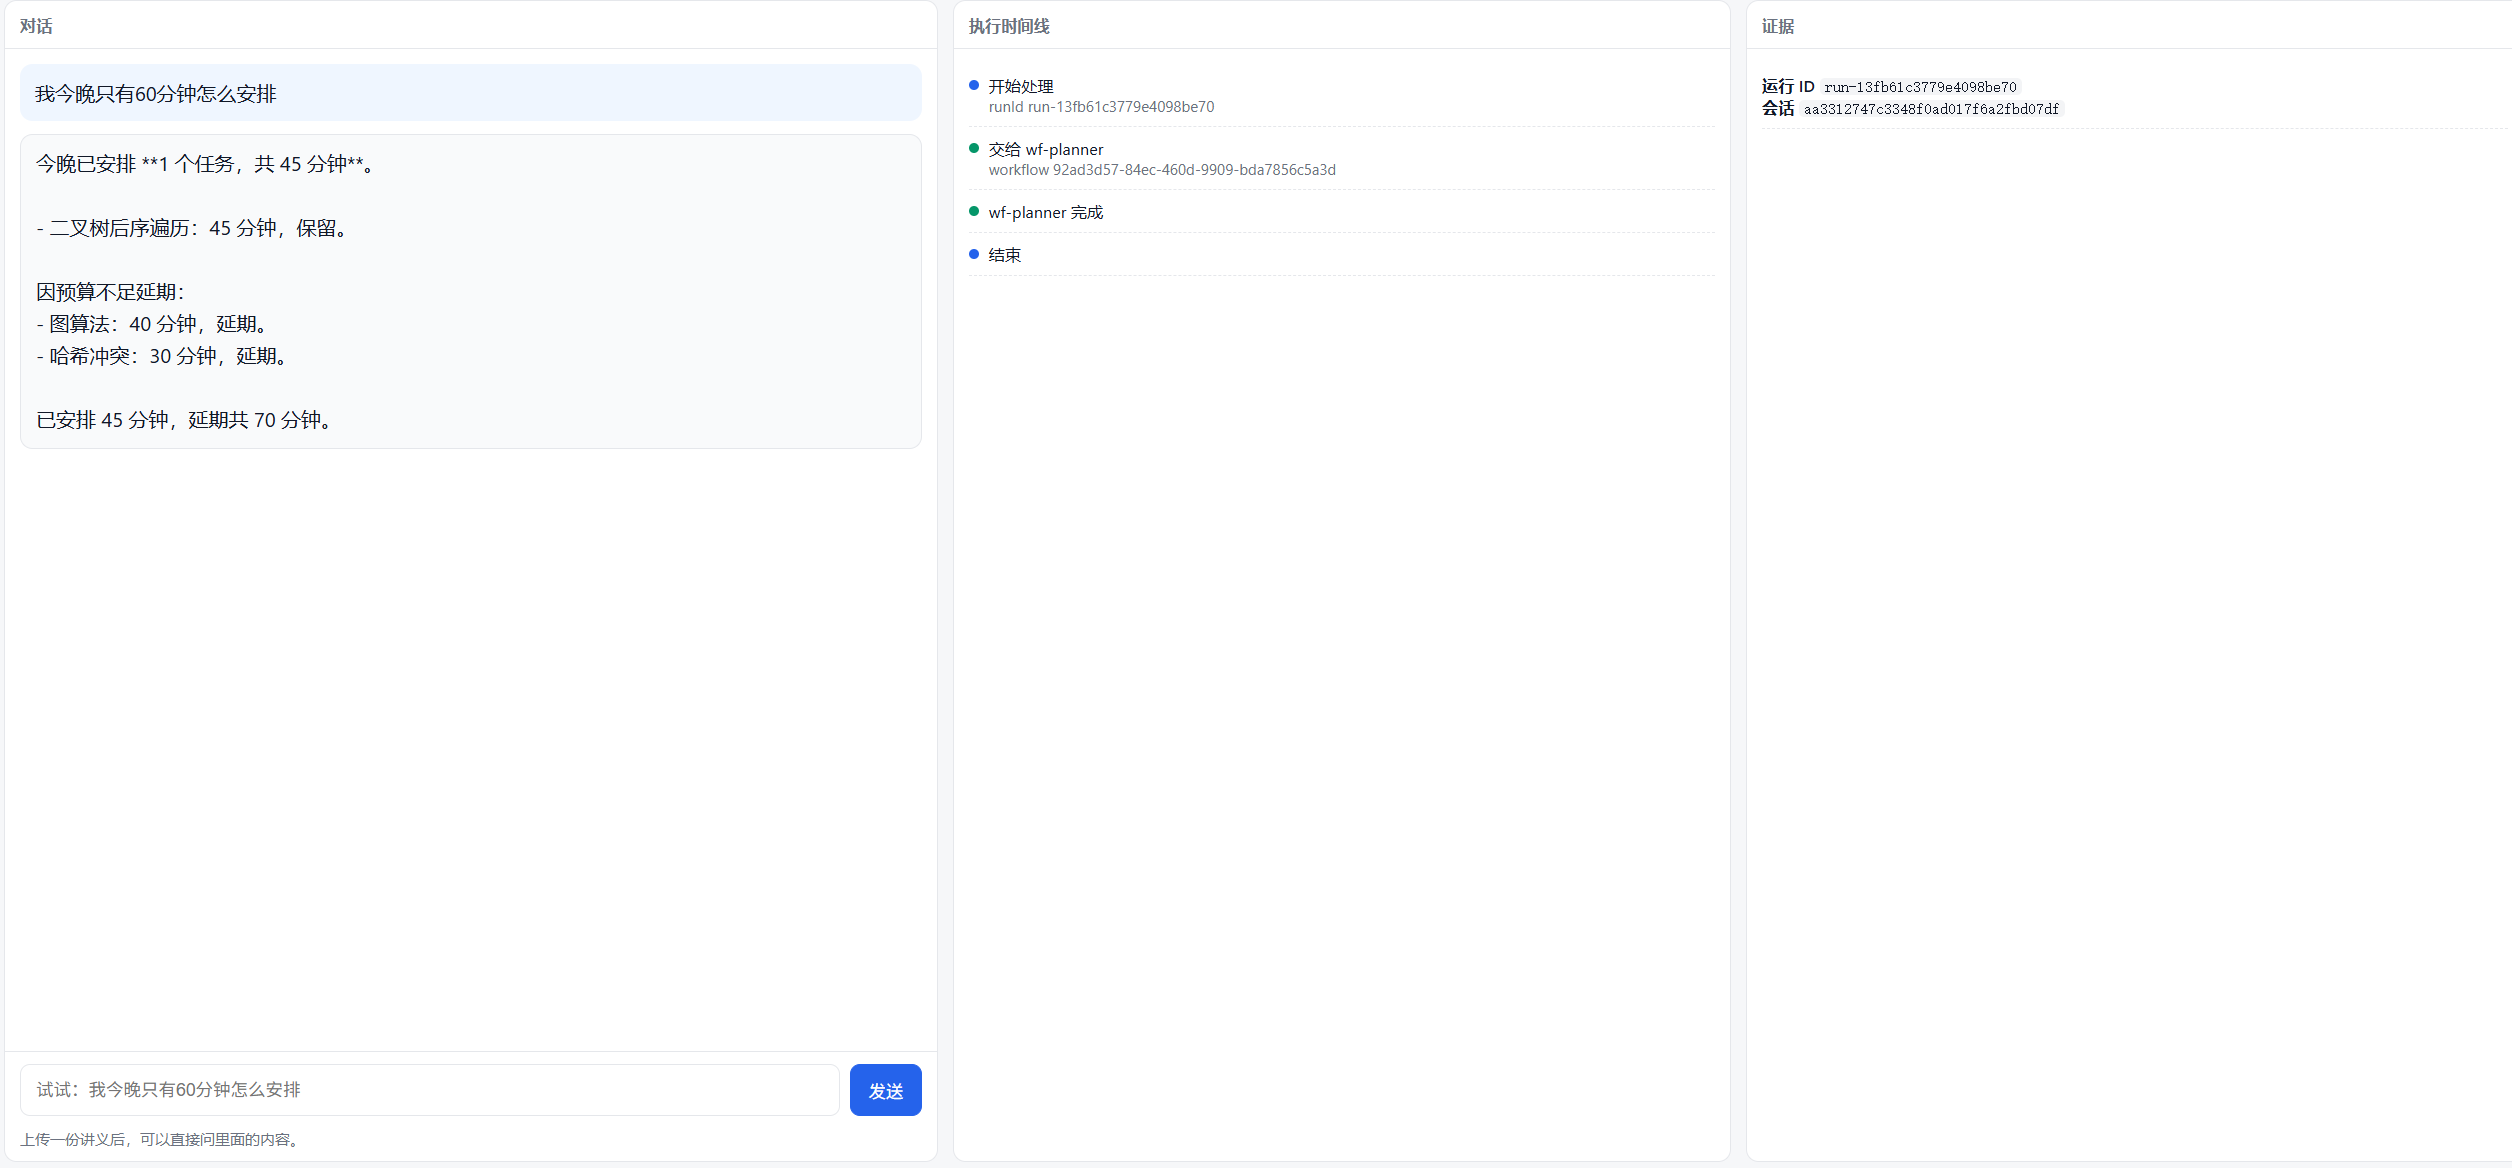 对话
我今晚只有60分钟怎么安排
今晚已安排 **1 个任务，共 45 分钟**。
- 二叉树后序遍历：45 分钟，保留。
因预算不足延期：
- 图算法：40 分钟，延期。
- 哈希冲突：30 分钟，延期。
已安排 45 分钟，延期共 70 分钟。
试试：我今晚只有60分钟怎么安排
发送
上传一份讲义后，可以直接问里面的内容。
执行时间线
开始处理
runId run-13fb61c3779e4098be70
交给 wf-planner
workflow 92ad3d57-84ec-460d-9909-bda7856c5a3d
wf-planner 完成
结束
证据
运行 ID run-13fb61c3779e4098be70
会话 aa3312747c3348f0ad017f6a2fbd07df